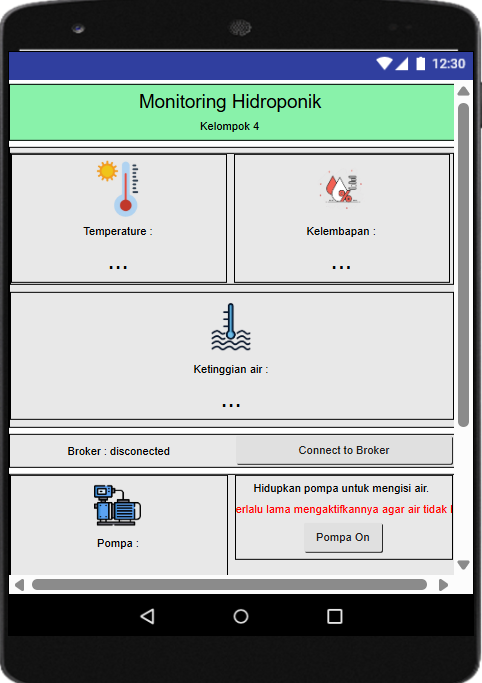 12:30
Monitoring Hidroponik
Kelompok 4
Temperature :
Kelembapan :
...
...
Ketinggian air :
...
Broker : disconected
Connect to Broker
Hidupkan pompa untuk mengisi air.
erlalu lama mengaktifkannya agar air tidak
Pompa On
Pompa :